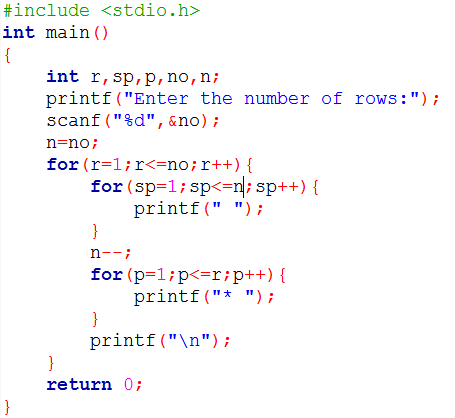 #include <stdio.h>
int main()
{
    int r,sp,p,no,n;
    printf("Enter the number of rows:");
    scanf("%d",&no);
    n=no;
    for(r=1;r<=no;r++){
        for(sp=1;sp<=n;sp++){
            printf(" ");
        }
        n--;
        for(p=1;p<=r;p++){
            printf("* ");
        }
        printf("\n");
    }
    return 0;
}